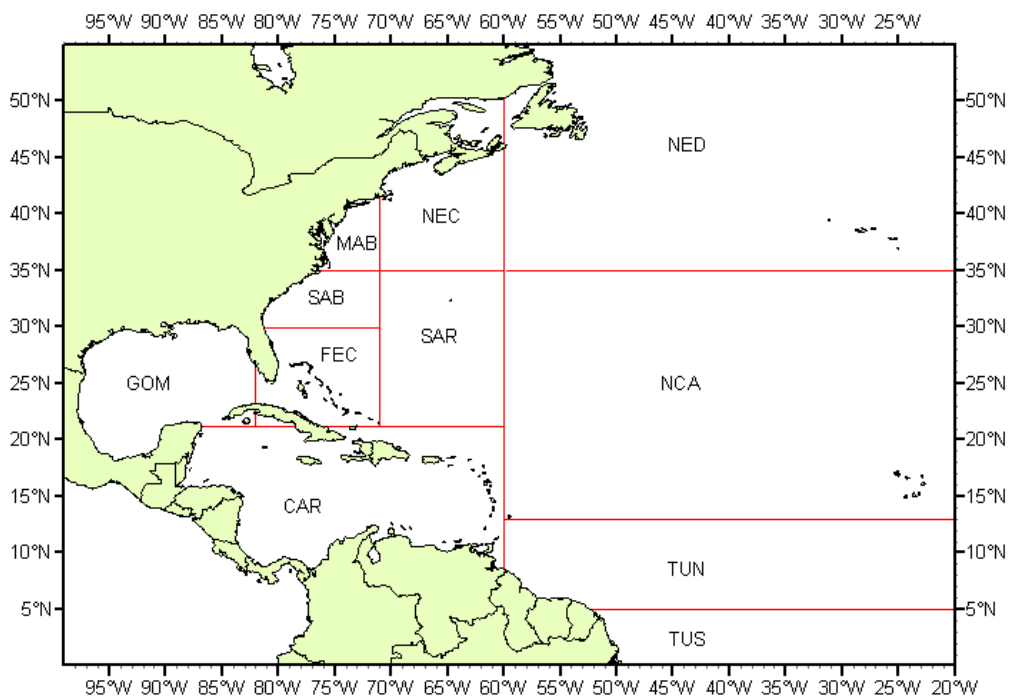 95°W 90°W 85°W 80°W 75°W 70°W 65°W 60°W 55°W 50°W 45°W 40°W 35°W 30°W 25°W 20°W
50°N 50°N
NED
45°N 45°N
40°N NEC 40°N
MAB
35°N 35°N
SAB
30°N SAR 30°N
FEC
25°N GOM NCA 25°N
20°N 20°N
15°N CAR 15°N
10°N 10°N
TUN
5°N 5°N
TUS
95°W 90°W 85°W 80°W 75°W 70°W 65°W 60°W 55°W 50°W 45°W 40°W 35°W 30°W 25°W 20°W